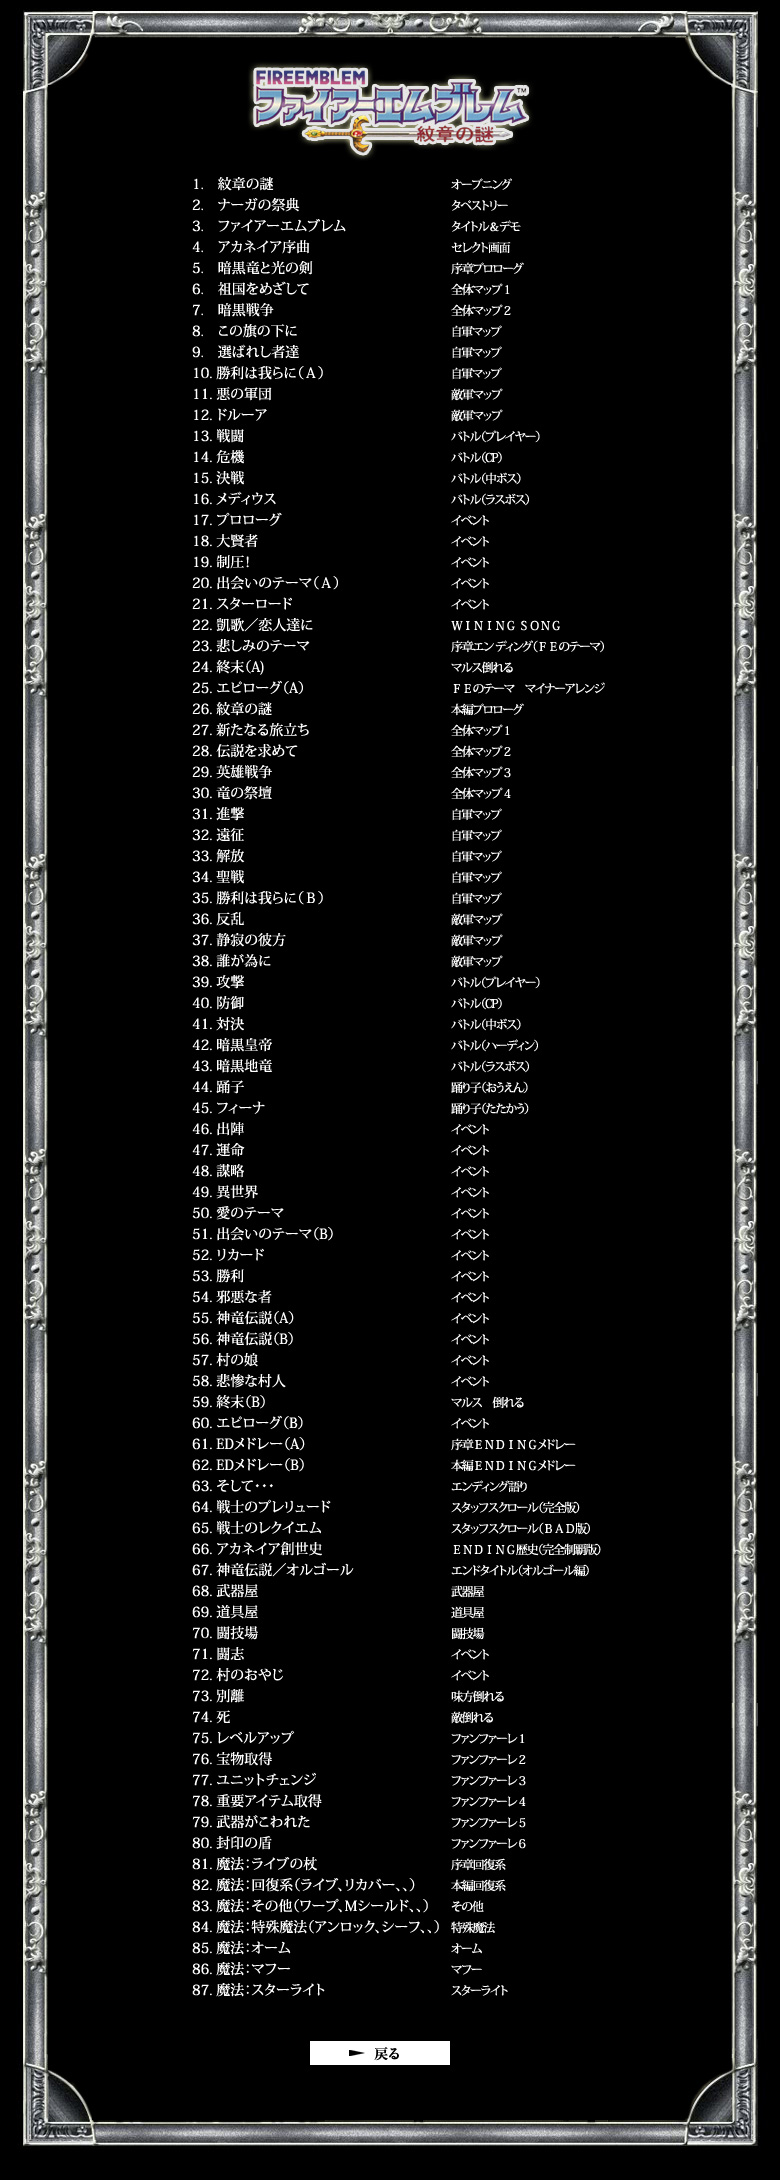 FIREEMBLEM
ファイアーエムブレム™
紋章の謎
1. 紋章の謎 オープニング
2. ナーガの祭典 タペストリー
3. ファイアーエムブレム タイトル＆デモ
4. アカネイア序曲 セレクト画面
5. 暗黒竜と光の剣 序章プロローグ
6. 祖国をめざして 全体マップ１
7. 暗黒戦争 全体マップ２
8. この旗の下に 自軍マップ
9. 選ばれし者達 自軍マップ
10. 勝利は我らに（Ａ） 自軍マップ
11. 悪の軍団 敵軍マップ
12. ドルーア 敵軍マップ
13. 戦闘 バトル（プレイヤー）
14. 危機 バトル（CP）
15. 決戦 バトル（中ボス）
16. メディウス バトル（ラスボス）
17. プロローグ イベント
18. 大賢者 イベント
19. 制圧！ イベント
20. 出会いのテーマ（Ａ） イベント
21. スターロード イベント
22. 凱歌／恋人達に ＷＩＮＩＮＧ ＳＯＮＧ
23. 悲しみのテーマ 序章エンディング（ＦＥのテーマ）
24. 終末（A） マルス倒れる
25. エピローグ（A） ＦＥのテーマ　マイナーアレンジ
26. 紋章の謎 本編プロローグ
27. 新たなる旅立ち 全体マップ１
28. 伝説を求めて 全体マップ２
29. 英雄戦争 全体マップ３
30. 竜の祭壇 全体マップ４
31. 進撃 自軍マップ
32. 遠征 自軍マップ
33. 解放 自軍マップ
34. 聖戦 自軍マップ
35. 勝利は我らに（Ｂ） 自軍マップ
36. 反乱 敵軍マップ
37. 静寂の彼方 敵軍マップ
38. 誰が為に 敵軍マップ
39. 攻撃 バトル（プレイヤー）
40. 防御 バトル（CP）
41. 対決 バトル（中ボス）
42. 暗黒皇帝 バトル（ハーディン）
43. 暗黒地竜 バトル（ラスボス）
44. 踊子 踊り子（おうえん）
45. フィーナ 踊り子（たたかう）
46. 出陣 イベント
47. 運命 イベント
48. 謀略 イベント
49. 異世界 イベント
50. 愛のテーマ イベント
51. 出会いのテーマ（B） イベント
52. リカード イベント
53. 勝利 イベント
54. 邪悪な者 イベント
55. 神竜伝説（A） イベント
56. 神竜伝説（B） イベント
57. 村の娘 イベント
58. 悲惨な村人 イベント
59. 終末（B） マルス　倒れる
60. エピローグ（B） イベント
61. EDメドレー（A） 序章ＥＮＤＩＮＧメドレー
62. EDメドレー（B） 本編ＥＮＤＩＮＧメドレー
63. そして・・・ エンディング語り
64. 戦士のプレリュード スタッフスクロール（完全版）
65. 戦士のレクイエム スタッフスクロール（ＢＡＤ版）
66. アカネイア創世史 ＥＮＤＩＮＧ歴史（完全制覇版）
67. 神竜伝説／オルゴール エンドタイトル（オルゴール編）
68. 武器屋 武器屋
69. 道具屋 道具屋
70. 闘技場 闘技場
71. 闘志 イベント
72. 村のおやじ イベント
73. 別離 味方倒れる
74. 死 敵倒れる
75. レベルアップ ファンファーレ１
76. 宝物取得 ファンファーレ２
77. ユニットチェンジ ファンファーレ３
78. 重要アイテム取得 ファンファーレ４
79. 武器がこわれた ファンファーレ５
80. 封印の盾 ファンファーレ６
81. 魔法：ライブの杖 序章回復系
82. 魔法：回復系（ライブ、リカバー、、） 本編回復系
83. 魔法：その他（ワープ、Mシールド、、） その他
84. 魔法：特殊魔法（アンロック、シーフ、、） 特殊魔法
85. 魔法：オーム オーム
86. 魔法：マフー マフー
87. 魔法：スターライト スターライト
► 戻る